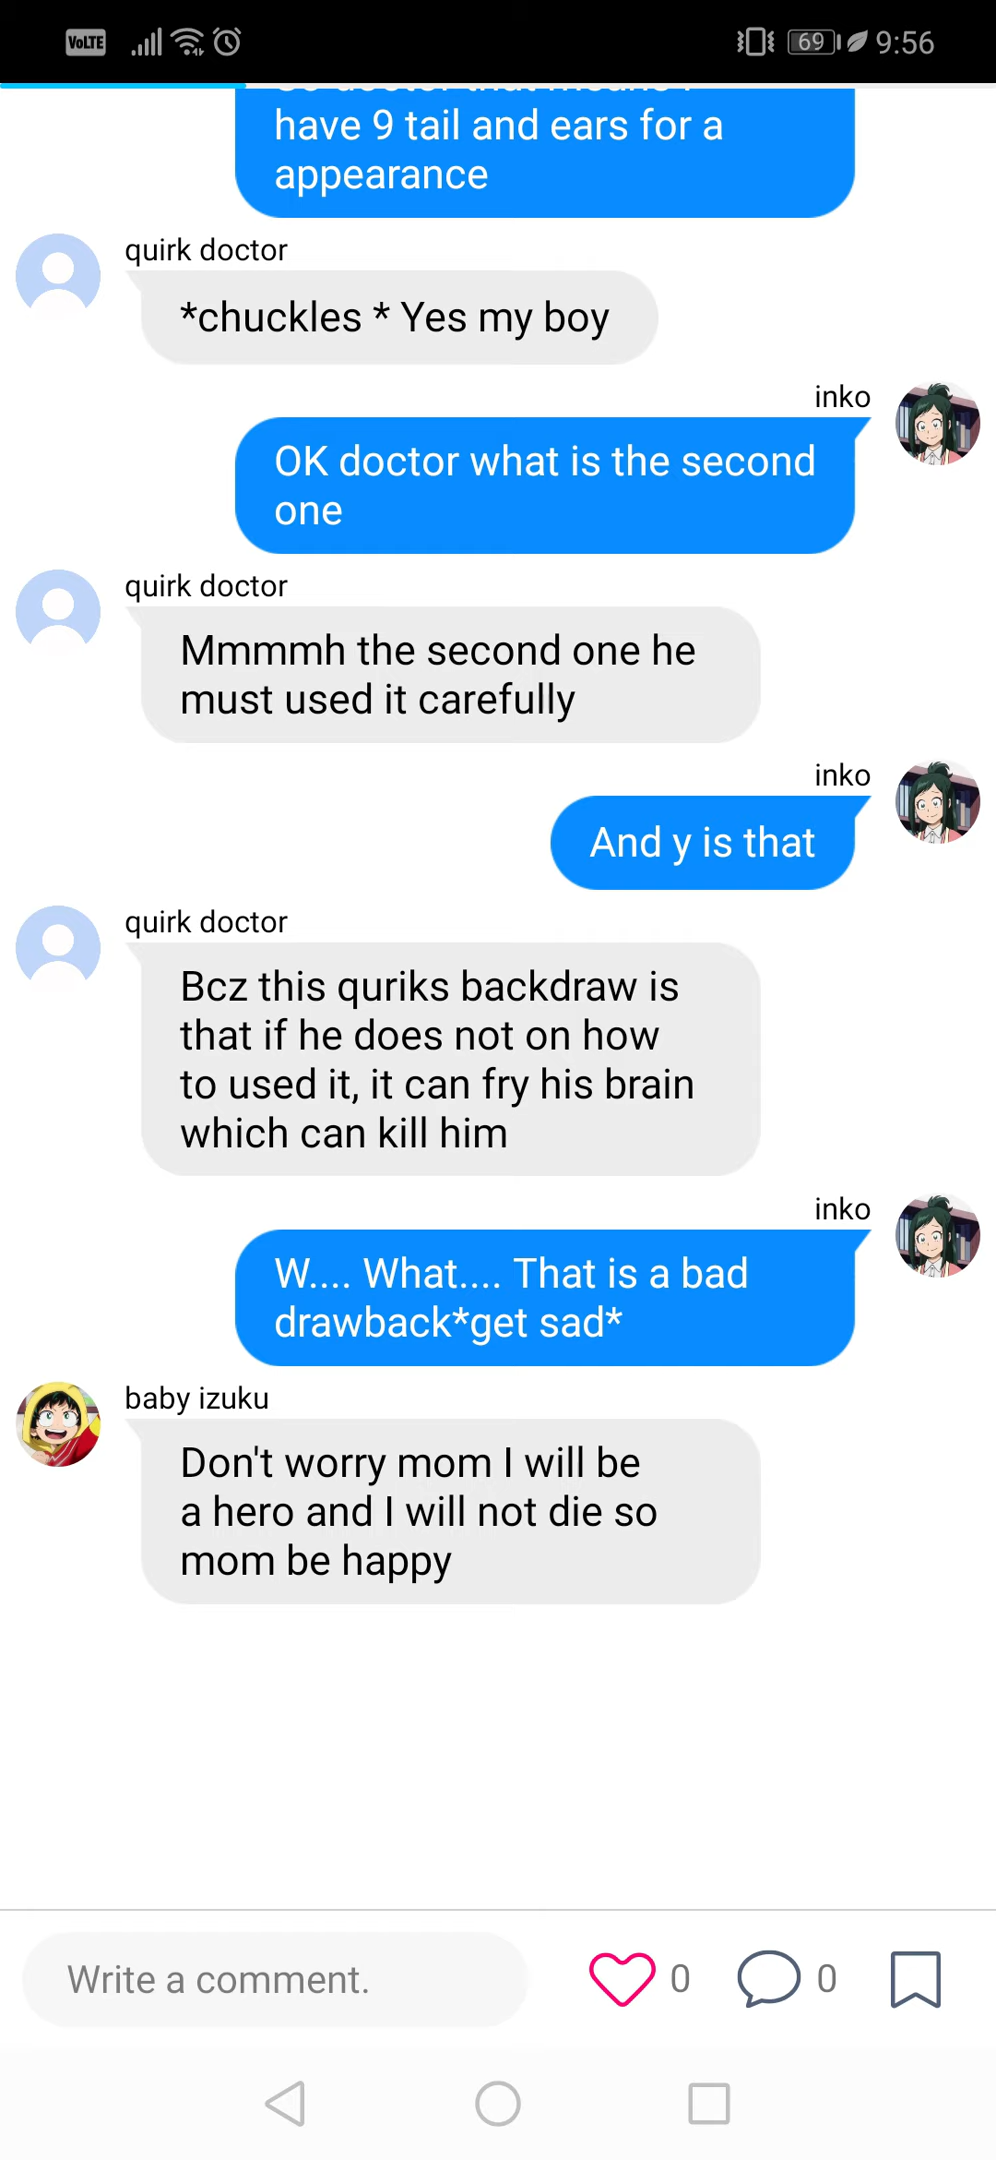 VoLTE 69 9:56
have 9 tail and ears for a
appearance
quirk doctor
*chuckles * Yes my boy
inko
OK doctor what is the second
one
quirk doctor
Mmmmh the second one he
must used it carefully
inko
And y is that
quirk doctor
Bcz this quriks backdraw is
that if he does not on how
to used it, it can fry his brain
which can kill him
inko
W.... What.... That is a bad
drawback*get sad*
baby izuku
Don't worry mom I will be
a hero and I will not die so
mom be happy
Write a comment. 0 0